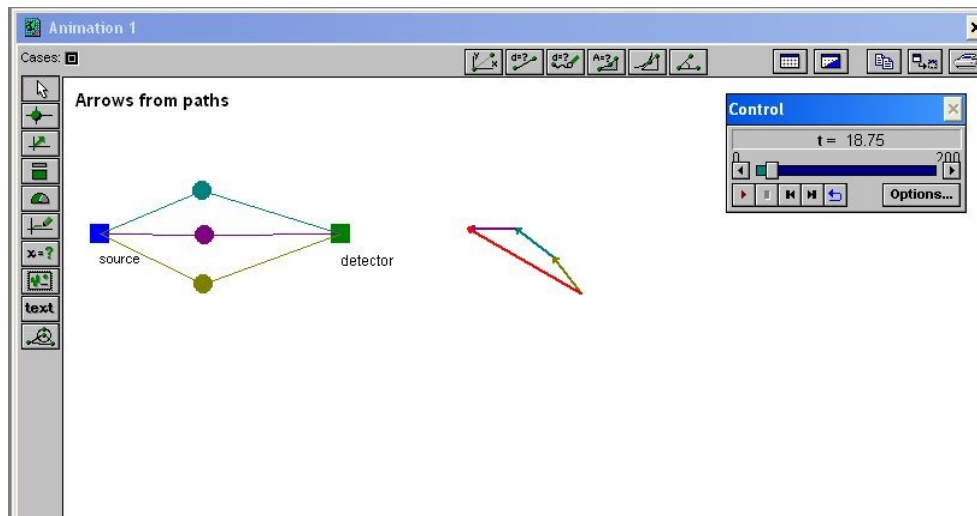 Animation 1
Cases:
y x
d=?
d=?
A=?
Arrows from paths
Control
t = 18.75
0 200
Options...
source
detector
x=?
text